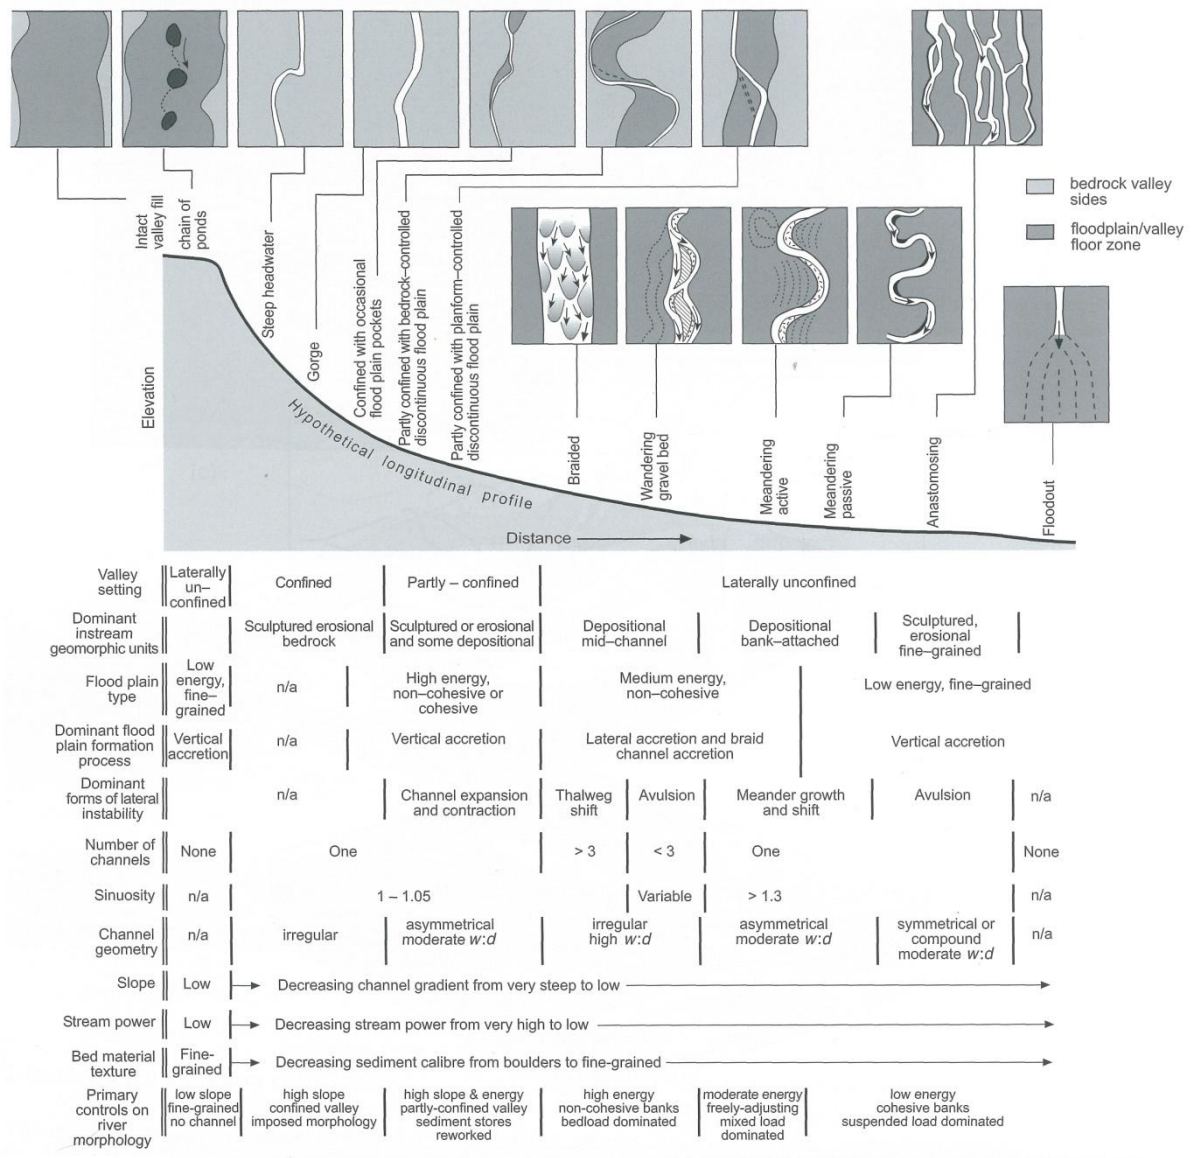 bedrock valley
sides
floodplain/valley
floor zone
Intact
valley fill
chain of
ponds
Steep headwater
Gorge
Confined with occasional
flood plain pockets
Partly confined with bedrock–controlled
discontinuous flood plain
Partly confined with planform–controlled
discontinuous flood plain
Braided
Wandering
gravel bed
Meandering
active
Meandering
passive
Anastomosing
Floodout
Elevation
Hypothetical longitudinal profile
Distance
Valley
setting
Laterally
un–
confined
Confined
Partly – confined
Laterally unconfined
Dominant
instream
geomorphic units
Sculptured erosional
bedrock
Sculptured or erosional
and some depositional
Depositional
mid–channel
Depositional
bank–attached
Sculptured,
erosional
fine–grained
Flood plain
type
Low
energy,
fine–
grained
n/a
High energy,
non–cohesive or
cohesive
Medium energy,
non–cohesive
Low energy, fine–grained
Dominant flood
plain formation
process
Vertical
accretion
n/a
Vertical accretion
Lateral accretion and braid
channel accretion
Vertical accretion
Dominant
forms of lateral
instability
n/a
Channel expansion
and contraction
Thalweg
shift
Avulsion
Meander growth
and shift
Avulsion
n/a
Number of
channels
None
One
> 3
< 3
One
None
Sinuosity
n/a
1 – 1.05
Variable
> 1.3
n/a
Channel
geometry
n/a
irregular
asymmetrical
moderate w:d
irregular
high w:d
asymmetrical
moderate w:d
symmetrical or
compound
moderate w:d
n/a
Slope
Low
Decreasing channel gradient from very steep to low
Stream power
Low
Decreasing stream power from very high to low
Bed material
texture
Fine-
grained
Decreasing sediment calibre from boulders to fine-grained
Primary
controls on
river
morphology
low slope
fine-grained
no channel
high slope
confined valley
imposed morphology
high slope & energy
partly-confined valley
sediment stores
reworked
high energy
non-cohesive banks
bedload dominated
moderate energy
freely-adjusting
mixed load
dominated
low energy
cohesive banks
suspended load dominated